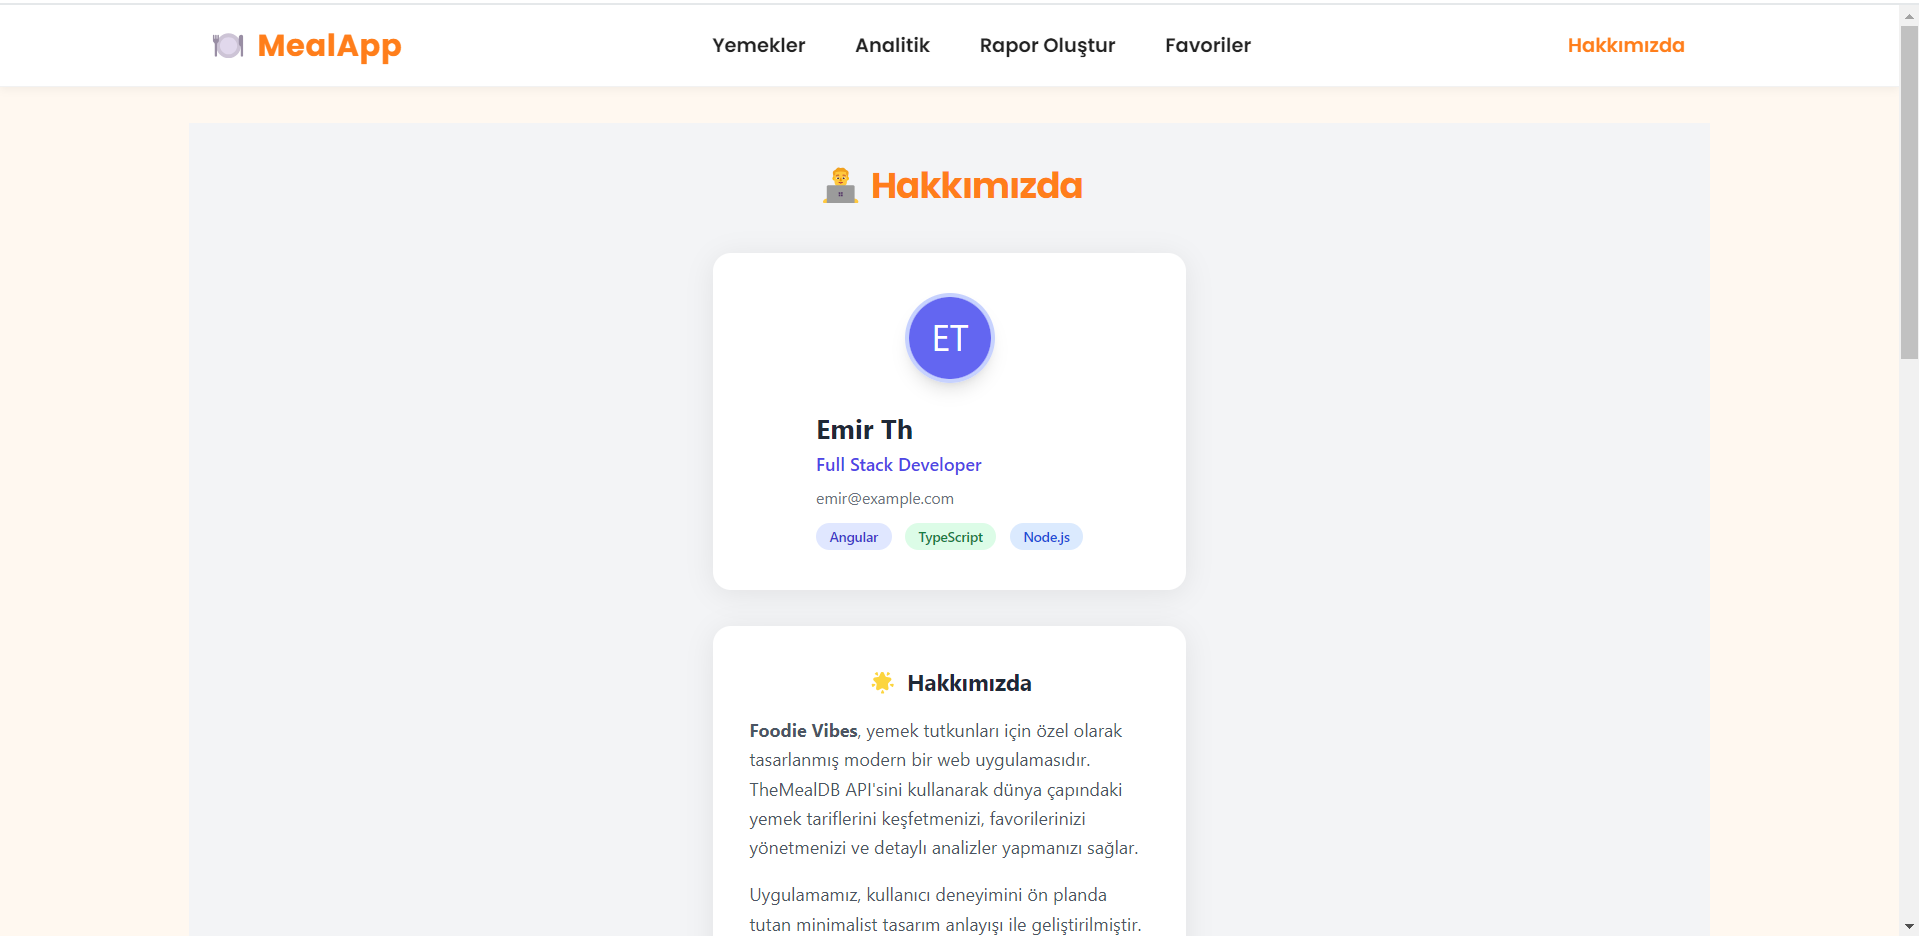 MealApp
Yemekler
Analitik
Rapor Oluştur
Favoriler
Hakkımızda
Hakkımızda
ET
Emir Th
Full Stack Developer
emir@example.com
Angular
TypeScript
Node.js
Hakkımızda
Foodie Vibes, yemek tutkunları için özel olarak
tasarlanmış modern bir web uygulamasıdır.
TheMealDB API'sini kullanarak dünya çapındaki
yemek tariflerini keşfetmenizi, favorilerinizi
yönetmenizi ve detaylı analizler yapmanızı sağlar.
Uygulamamız, kullanıcı deneyimini ön planda
tutan minimalist tasarım anlayışı ile geliştirilmiştir.